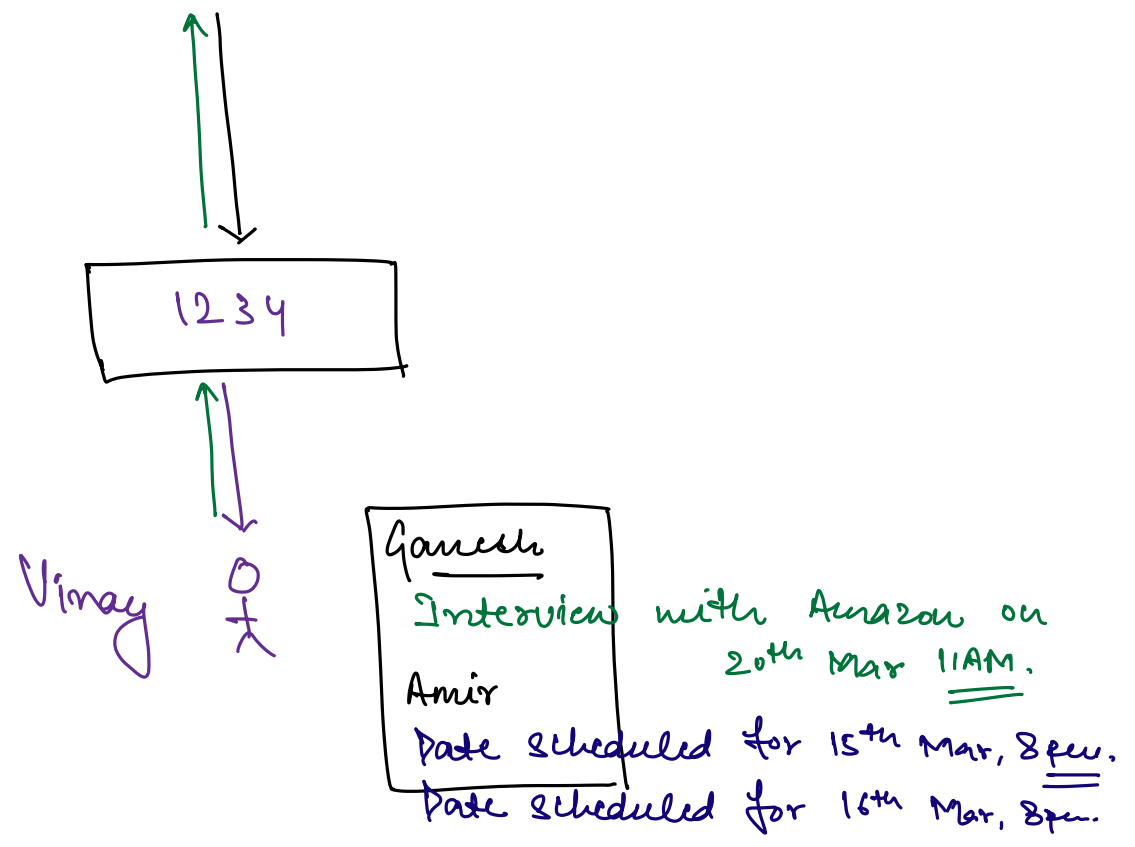 1234
Vinay
Ganesh
Interview with Amazon on
20th Mar 11AM.
Amir
Date scheduled for 15th Mar, 8pm.
Date scheduled for 16th Mar, 8pm.